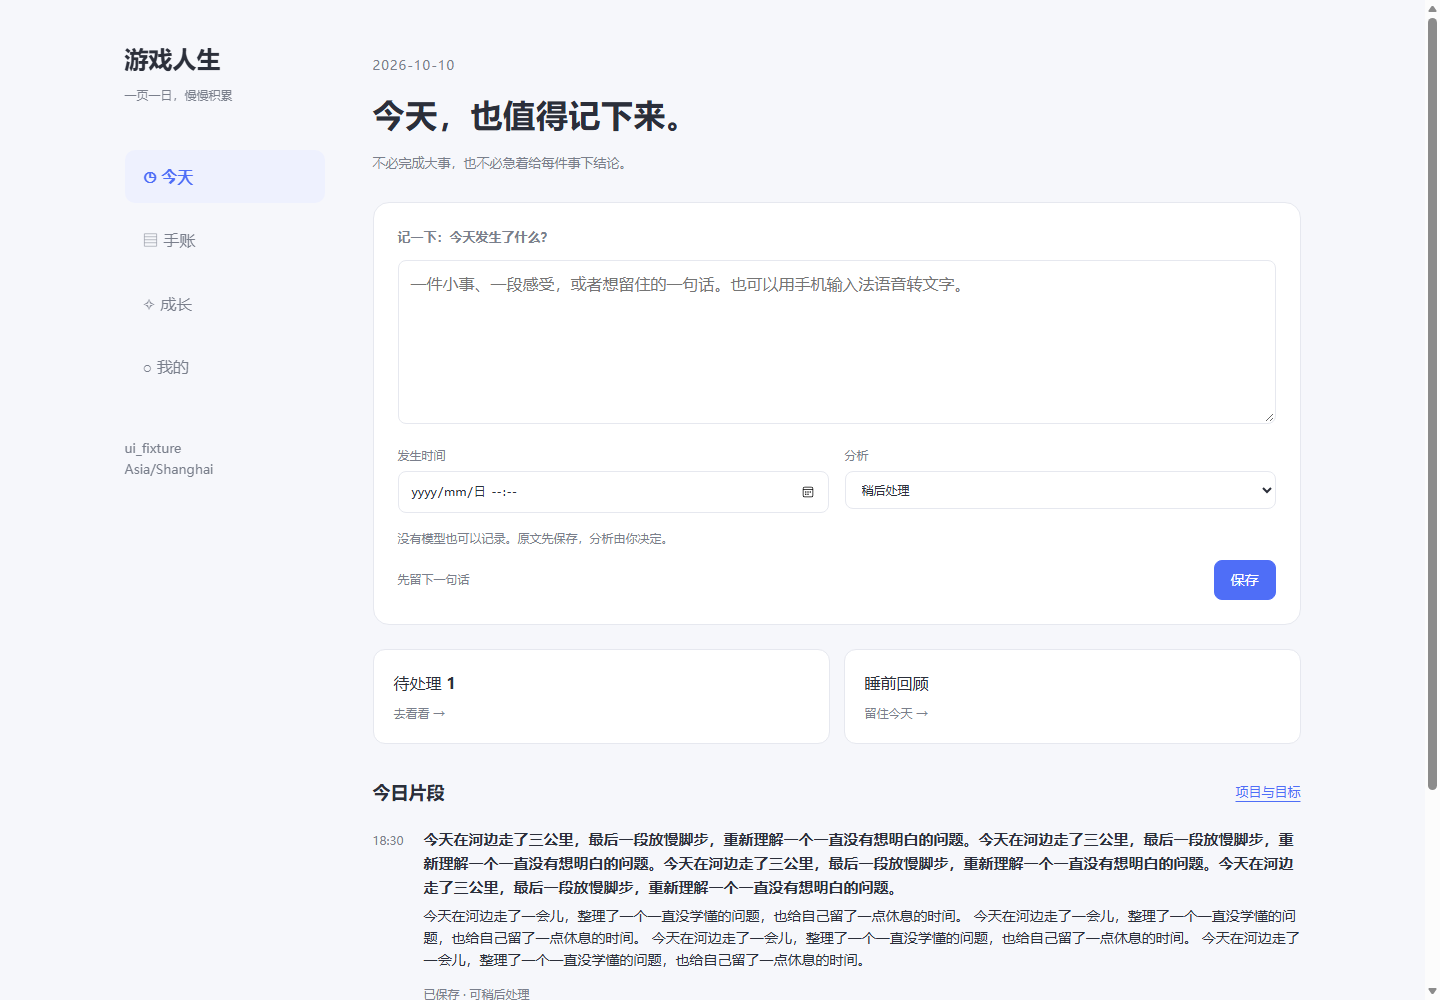 游戏人生
一页一日，慢慢积累
今天
手账
成长
我的
ui_fixture
Asia/Shanghai
2026-10-10
今天，也值得记下来。
不必完成大事，也不必急着给每件事下结论。
记一下：今天发生了什么？
一件小事、一段感受，或者想留住的一句话。也可以用手机输入法语音转文字。
发生时间
分析
yyyy/mm/日 --:--
稍后处理
没有模型也可以记录。原文先保存，分析由你决定。
先留下一句话
保存
待处理 1
去看看 →
睡前回顾
留住今天 →
今日片段
项目与目标
18:30
今天在河边走了三公里，最后一段放慢脚步，重新理解一个一直没有想明白的问题。今天在河边走了三公里，最后一段放慢脚步，重
新理解一个一直没有想明白的问题。今天在河边走了三公里，最后一段放慢脚步，重新理解一个一直没有想明白的问题。今天在河边
走了三公里，最后一段放慢脚步，重新理解一个一直没有想明白的问题。
今天在河边走了一会儿，整理了一个一直没学懂的问题，也给自己留了一点休息的时间。 今天在河边走了一会儿，整理了一个一直没学懂的问
题，也给自己留了一点休息的时间。 今天在河边走了一会儿，整理了一个一直没学懂的问题，也给自己留了一点休息的时间。 今天在河边走了
一会儿，整理了一个一直没学懂的问题，也给自己留了一点休息的时间。
已保存 · 可稍后处理